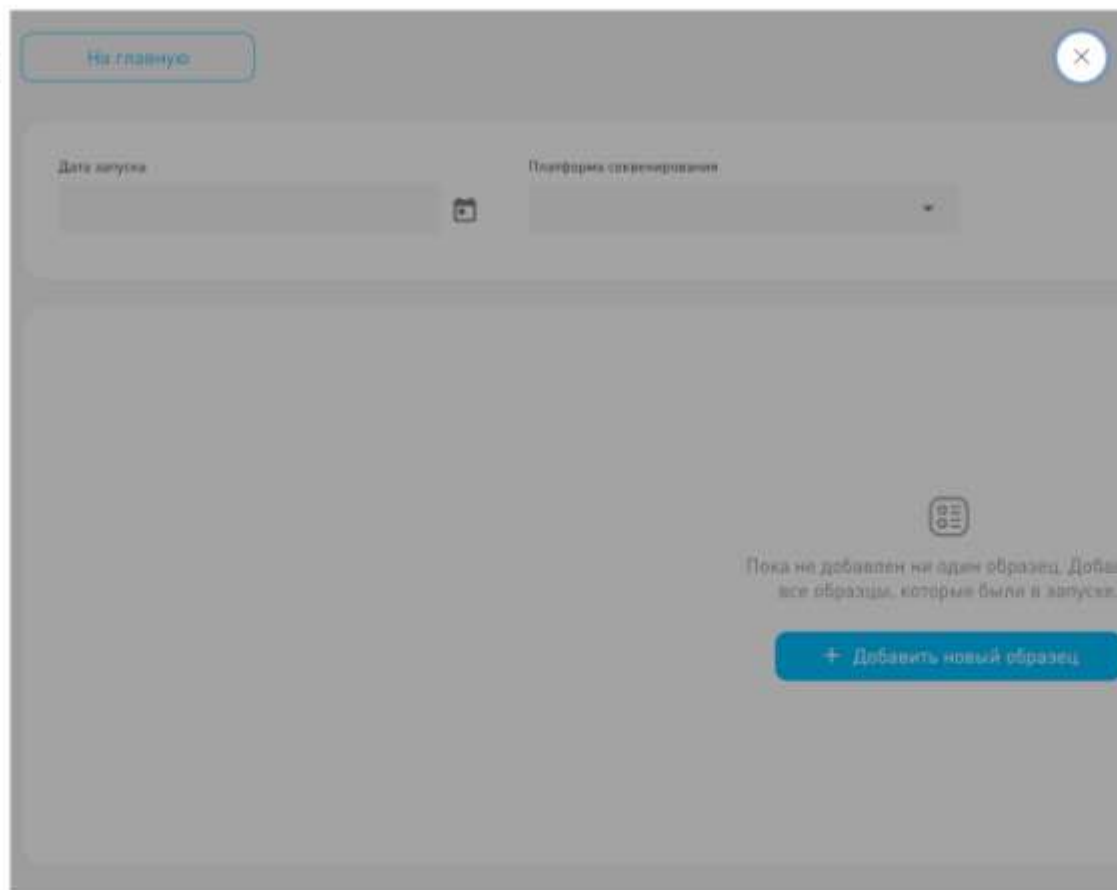 На главную
Дата запуска
Платформа секвенирования
Пока не добавлен ни один образец. Доба
все образцы, которые были в запуске.
+ Добавить новый образец